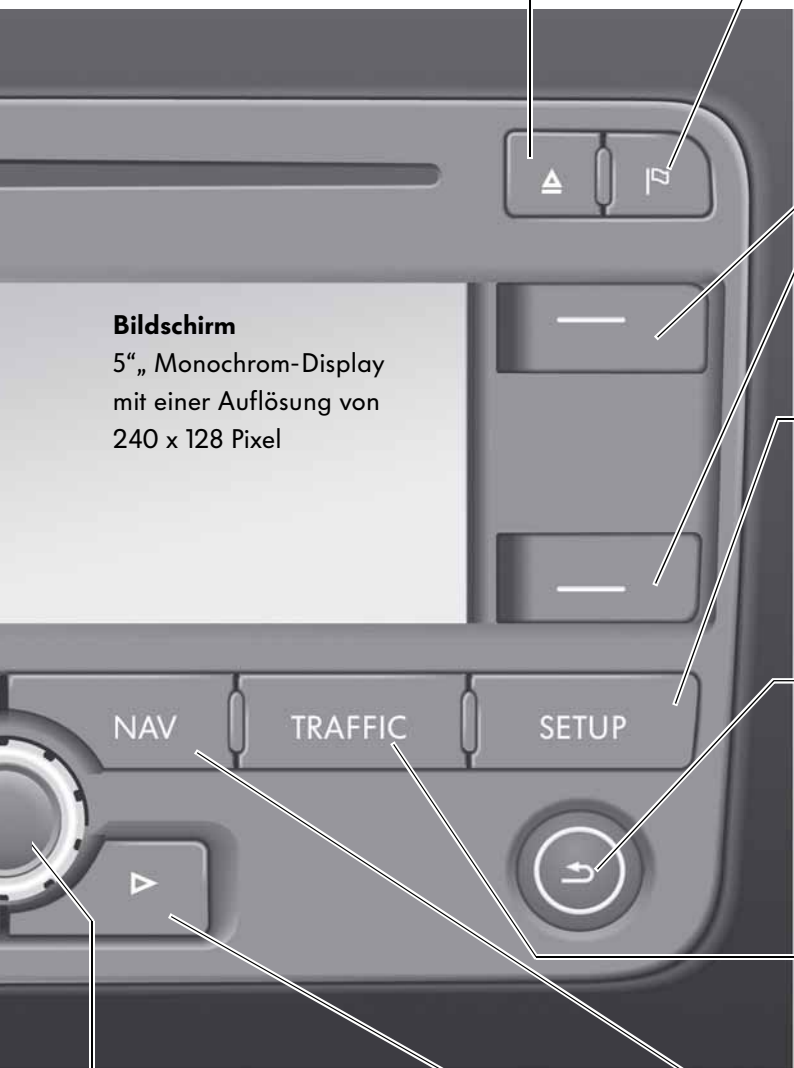 Bildschirm
5“„ Monochrom-Display
mit einer Auflösung von
240 x 128 Pixel
NAV
TRAFFIC
SETUP